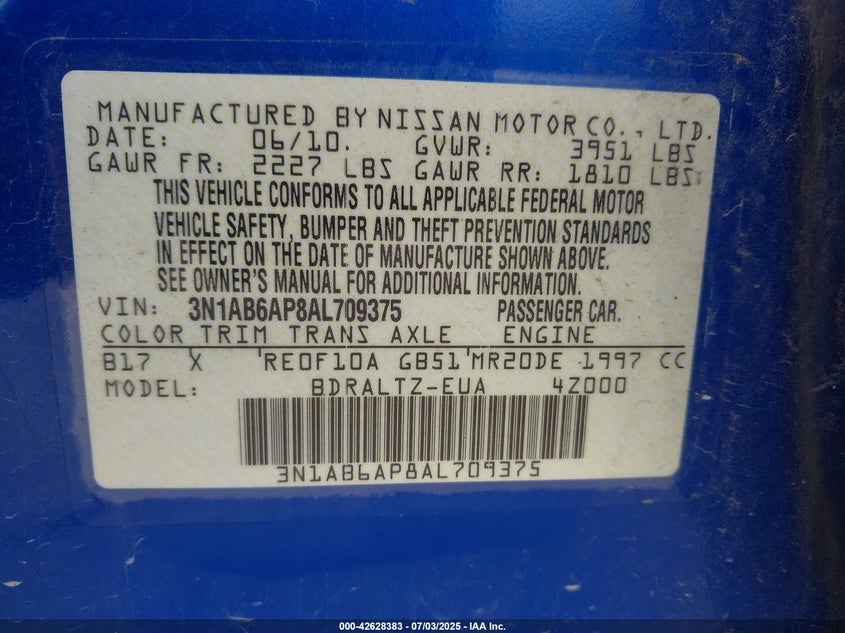 MANUFACTURED BY NISSAN MOTOR CO., LTD.
DATE: 06/10. GVWR: 3951 LBS
GAWR FR: 2227 LBS GAWR RR: 1810 LBS
THIS VEHICLE CONFORMS TO ALL APPLICABLE FEDERAL MOTOR
VEHICLE SAFETY, BUMPER AND THEFT PREVENTION STANDARDS
IN EFFECT ON THE DATE OF MANUFACTURE SHOWN ABOVE.
SEE OWNER'S MANUAL FOR ADDITIONAL INFORMATION.
VIN: 3N1AB6AP8AL709375 PASSENGER CAR.
COLOR TRIM TRANS AXLE ENGINE
B17 X RE0F10A GB51 MR20DE 1997 CC
MODEL: BDRALTZ-EUA 4Z000
3N1AB6AP8AL709375
000-42628383 - 07/03/2025 - IAA Inc.